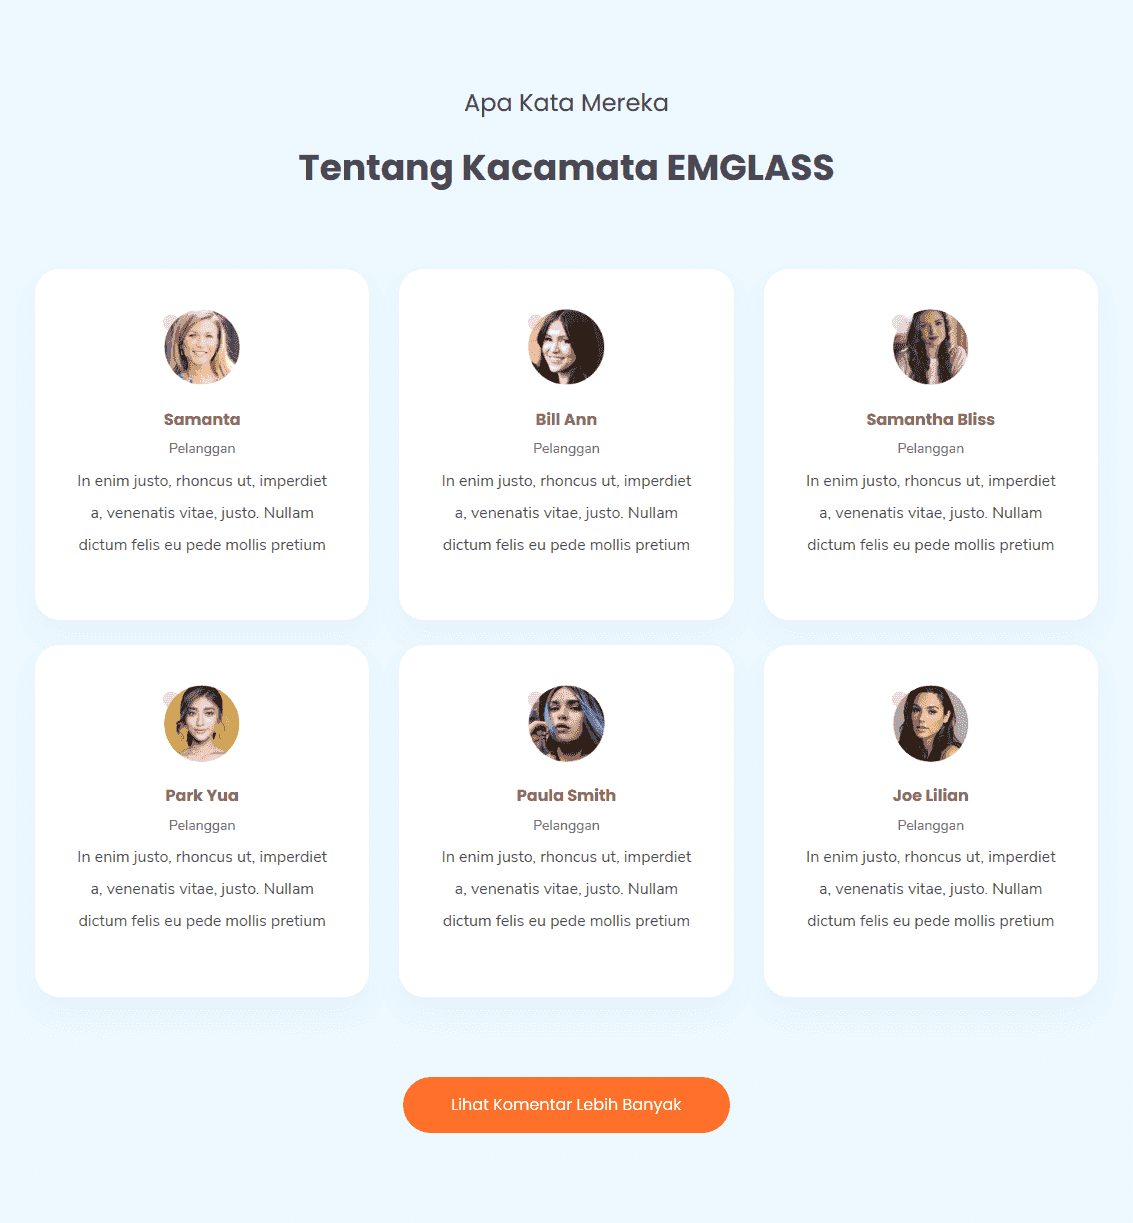 Apa Kata Mereka
Tentang Kacamata EMGLASS
Samanta
Pelanggan
In enim justo, rhoncus ut, imperdiet
a, venenatis vitae, justo. Nullam
dictum felis eu pede mollis pretium
Bill Ann
Pelanggan
In enim justo, rhoncus ut, imperdiet
a, venenatis vitae, justo. Nullam
dictum felis eu pede mollis pretium
Samantha Bliss
Pelanggan
In enim justo, rhoncus ut, imperdiet
a, venenatis vitae, justo. Nullam
dictum felis eu pede mollis pretium
Park Yua
Pelanggan
In enim justo, rhoncus ut, imperdiet
a, venenatis vitae, justo. Nullam
dictum felis eu pede mollis pretium
Paula Smith
Pelanggan
In enim justo, rhoncus ut, imperdiet
a, venenatis vitae, justo. Nullam
dictum felis eu pede mollis pretium
Joe Lilian
Pelanggan
In enim justo, rhoncus ut, imperdiet
a, venenatis vitae, justo. Nullam
dictum felis eu pede mollis pretium
Lihat Komentar Lebih Banyak